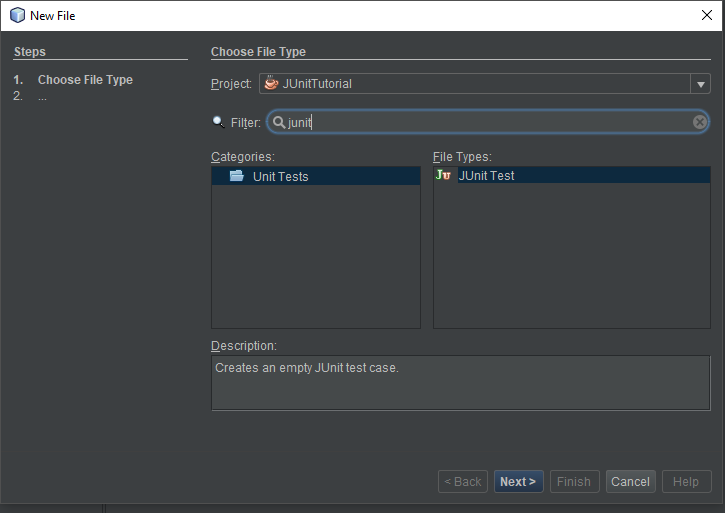 New File
Steps
1. Choose File Type
2. ...
Choose File Type
Project: JUnitTutorial
Filter: junit
Categories:
Unit Tests
File Types:
JUnit Test
Description:
Creates an empty JUnit test case.
< Back Next > Finish Cancel Help